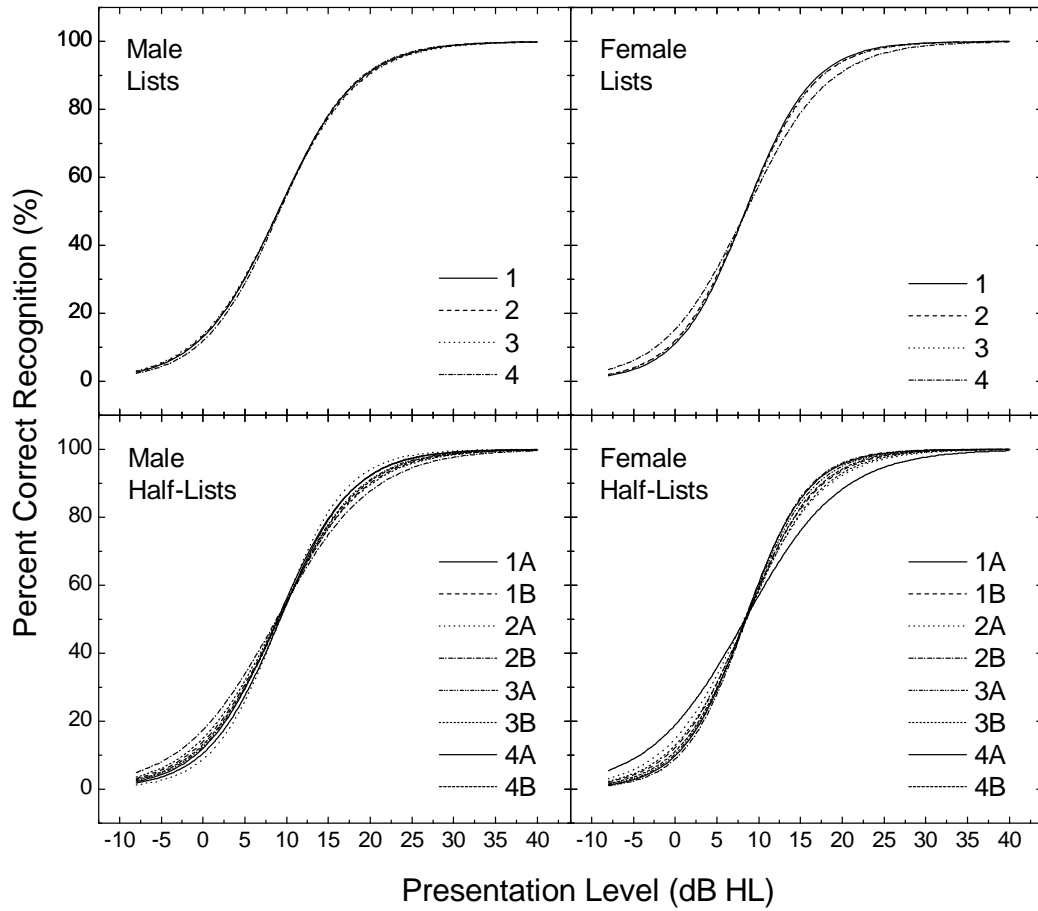 Percent Correct Recognition (%)
Male
Lists
100
80
60
40
20
0
1
2
3
4
Female
Lists
1
2
3
4
Male
Half-Lists
100
80
60
40
20
0
1A
1B
2A
2B
3A
3B
4A
4B
Female
Half-Lists
1A
1B
2A
2B
3A
3B
4A
4B
-10 -5 0 5 10 15 20 25 30 35 40
-10 -5 0 5 10 15 20 25 30 35 40
Presentation Level (dB HL)